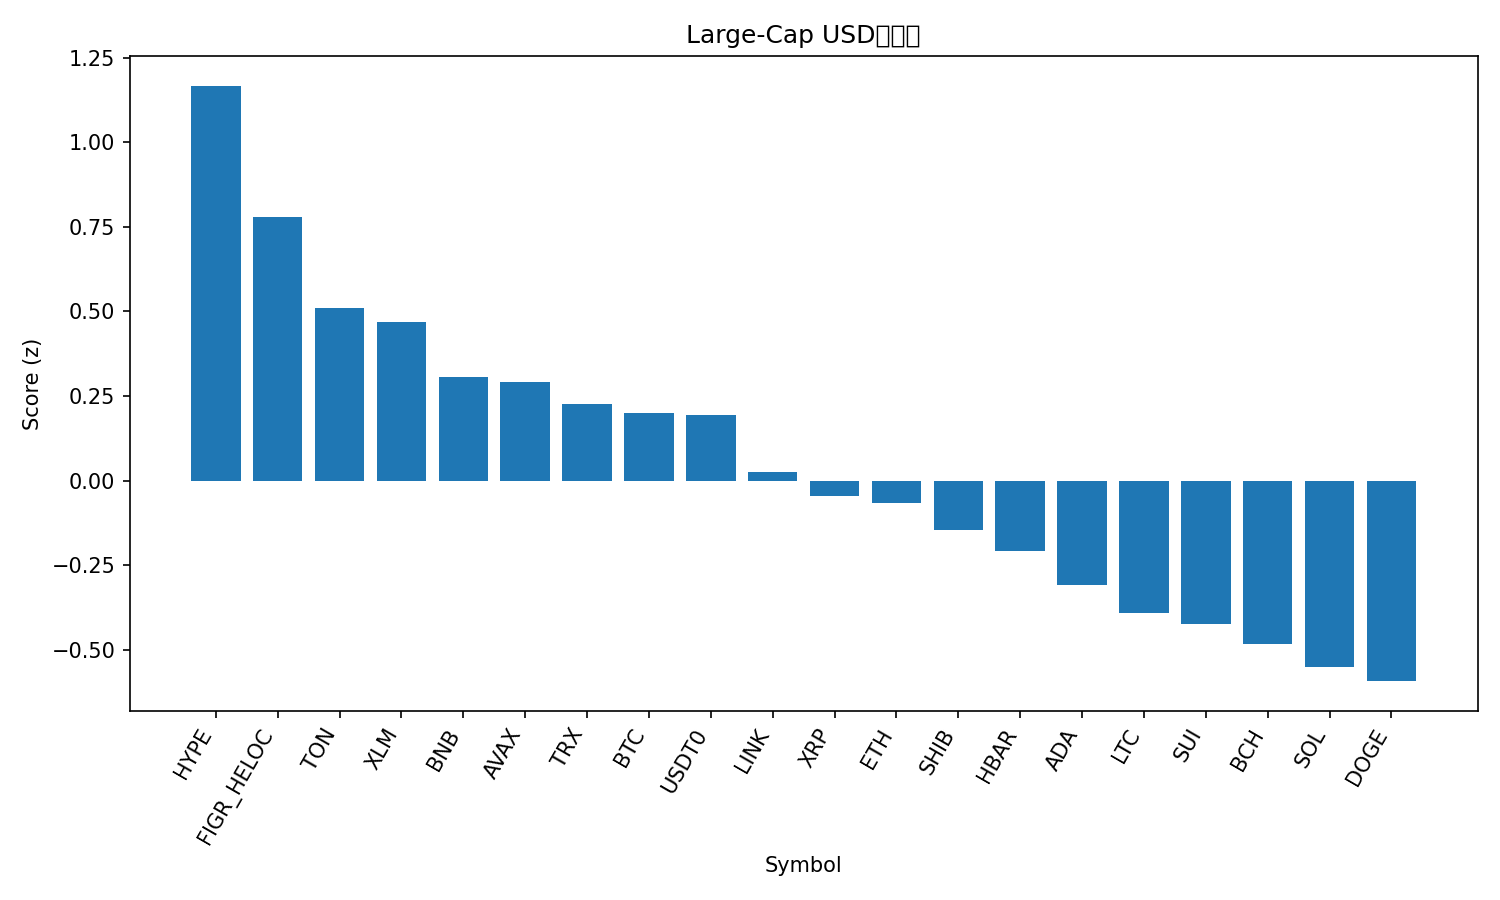 Large-Cap USD
1.25
1.00
0.75
0.50
0.25
0.00
−0.25
−0.50
Score (z)
HYPE
FIGR_HELOC
TON
XLM
BNB
AVAX
TRX
BTC
USDT0
LINK
XRP
ETH
SHIB
HBAR
ADA
LTC
SUI
BCH
SOL
DOGE
Symbol